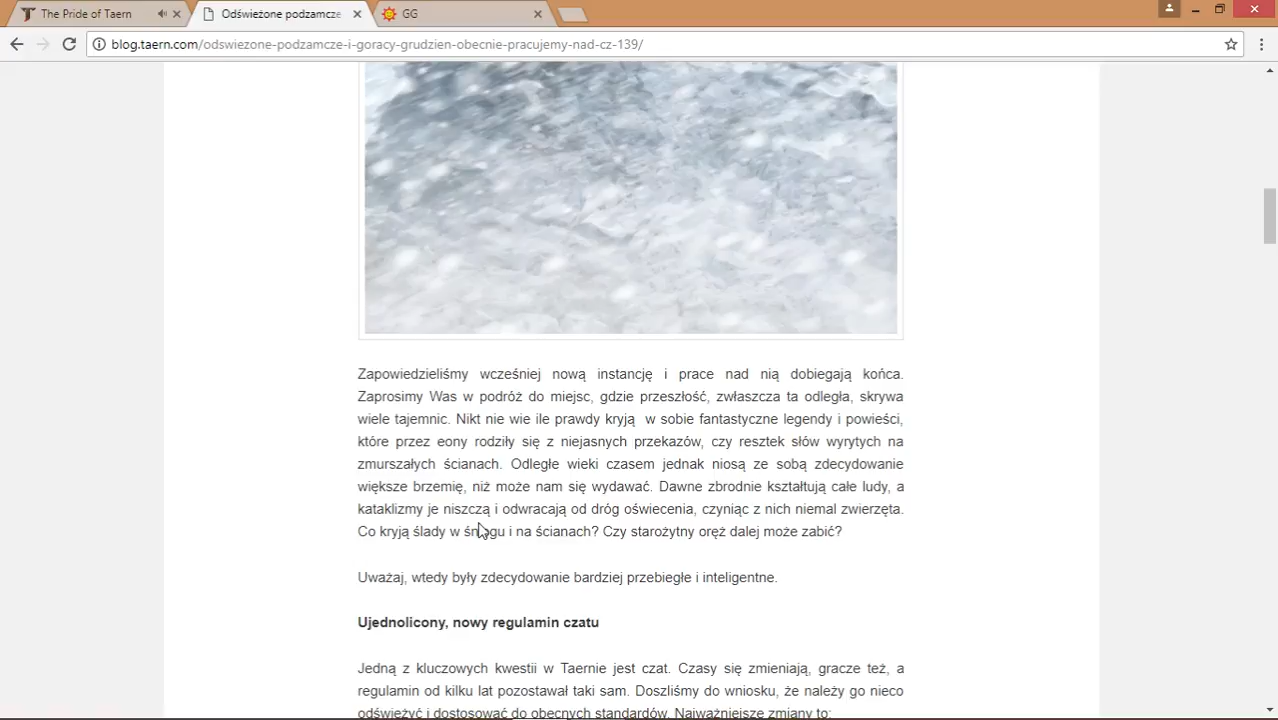 The Pride of Taern
Odświeżone podzamcze
GG
blog.taern.com/odswiezone-podzamcze-i-goracy-grudzien-obecnie-pracujemy-nad-cz-139/
Zapowiedzieliśmy wcześniej nową instancję i prace nad nią dobiegają końca.
Zaprosimy Was w podróż do miejsc, gdzie przeszłość, zwłaszcza ta odległa, skrywa
wiele tajemnic. Nikt nie wie ile prawdy kryją w sobie fantastyczne legendy i powieści,
które przez eony rodziły się z niejasnych przekazów, czy resztek słów wyrytych na
zmurszałych ścianach. Odległe wieki czasem jednak niosą ze sobą zdecydowanie
większe brzemię, niż może nam się wydawać. Dawne zbrodnie kształtują całe ludy, a
kataklizmy je niszczą i odwracają od dróg oświecenia, czyniąc z nich niemal zwierzęta.
Co kryją ślady w śniegu i na ścianach? Czy starożytny oręż dalej może zabić?
Uważaj, wtedy były zdecydowanie bardziej przebiegłe i inteligentne.
Ujednolicony, nowy regulamin czatu
Jedną z kluczowych kwestii w Taernie jest czat. Czasy się zmieniają, gracze też, a
regulamin od kilku lat pozostawał taki sam. Doszliśmy do wniosku, że należy go nieco
odświeżyć i dostosować do obecnych standardów. Najważniejsze zmiany to: